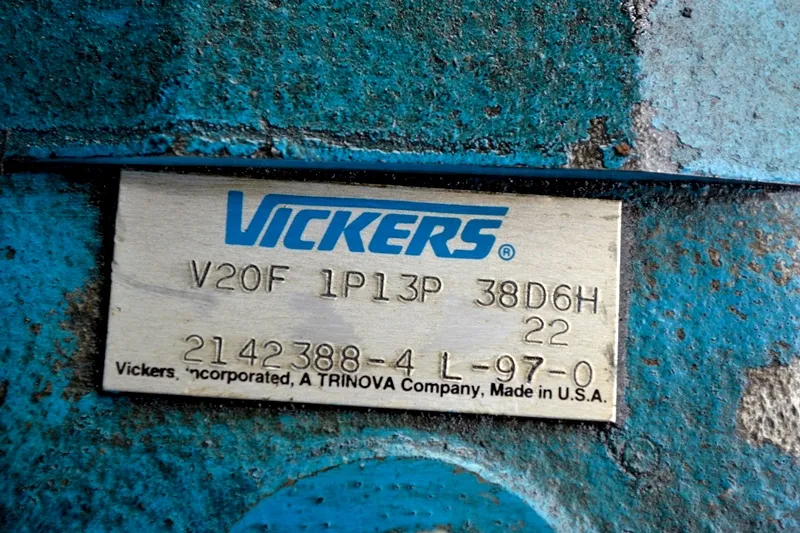 VICKERS®
V20F 1P13P 38D6H
22
2142388-4 L-97-0
Vickers, Incorporated, A TRINOVA Company, Made in U.S.A.